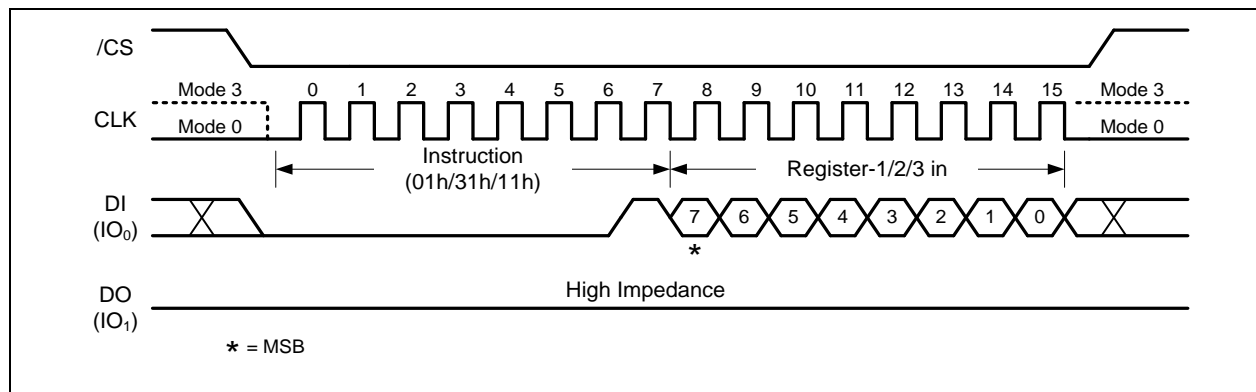 /CS
Mode 3 0 1 2 3 4 5 6 7 8 9 10 11 12 13 14 15 Mode 3
CLK
Mode 0 Mode 0
Instruction
(01h/31h/11h)
Register-1/2/3 in
DI
(IO₀)
7 6 5 4 3 2 1 0
*
High Impedance
DO
(IO₁)
* = MSB